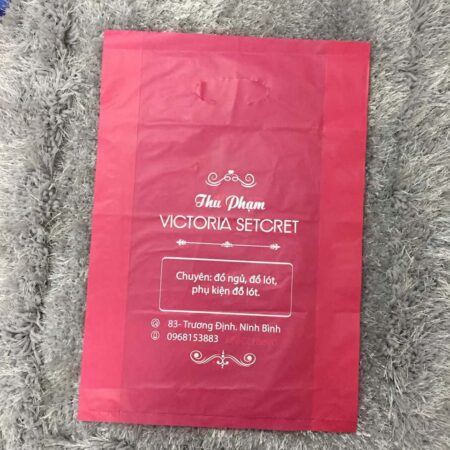 Thu Phạm
VICTORIA SETCRET
Chuyên: đồ ngủ, đồ lót,
phụ kiện đồ lót.
83- Trương Định. Ninh Bình
0968153883